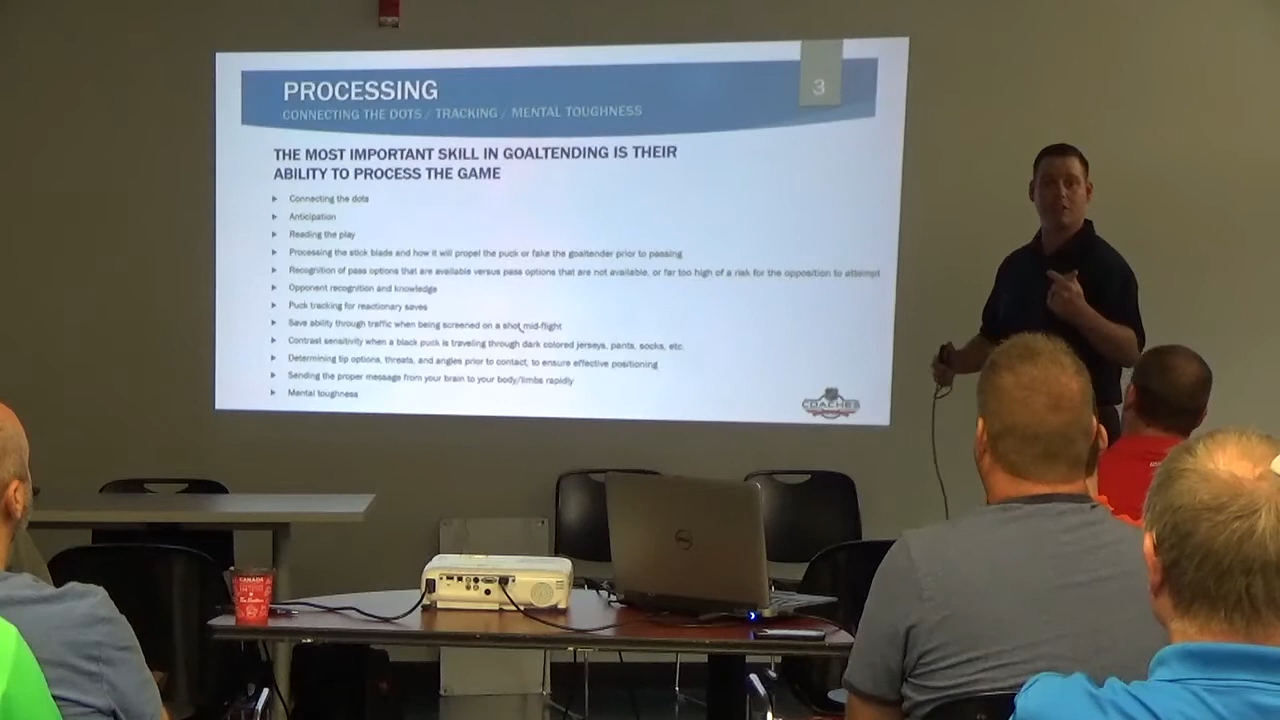 PROCESSING
3
CONNECTING THE DOTS / TRACKING / MENTAL TOUGHNESS
THE MOST IMPORTANT SKILL IN GOALTENDING IS THEIR
ABILITY TO PROCESS THE GAME
Connecting the dots
Anticipation
Reading the play
Processing the stick blade and how it will propel the puck or fake the goaltender prior to passing
Recognition of pass options that are available versus pass options that are not available, or far too high of a risk for the opposition to attempt
Opponent recognition and knowledge
Puck tracking for reactionary saves
Save ability through traffic when being screened on a shot mid-flight
Contrast sensitivity when a black puck is traveling through dark colored jerseys, pants, socks, etc.
Determining tip options, threats, and angles prior to contact, to ensure effective positioning
Sending the proper message from your brain to your body/limbs rapidly
Mental toughness
COACHES
DELL
CANADA
Tim Hortons